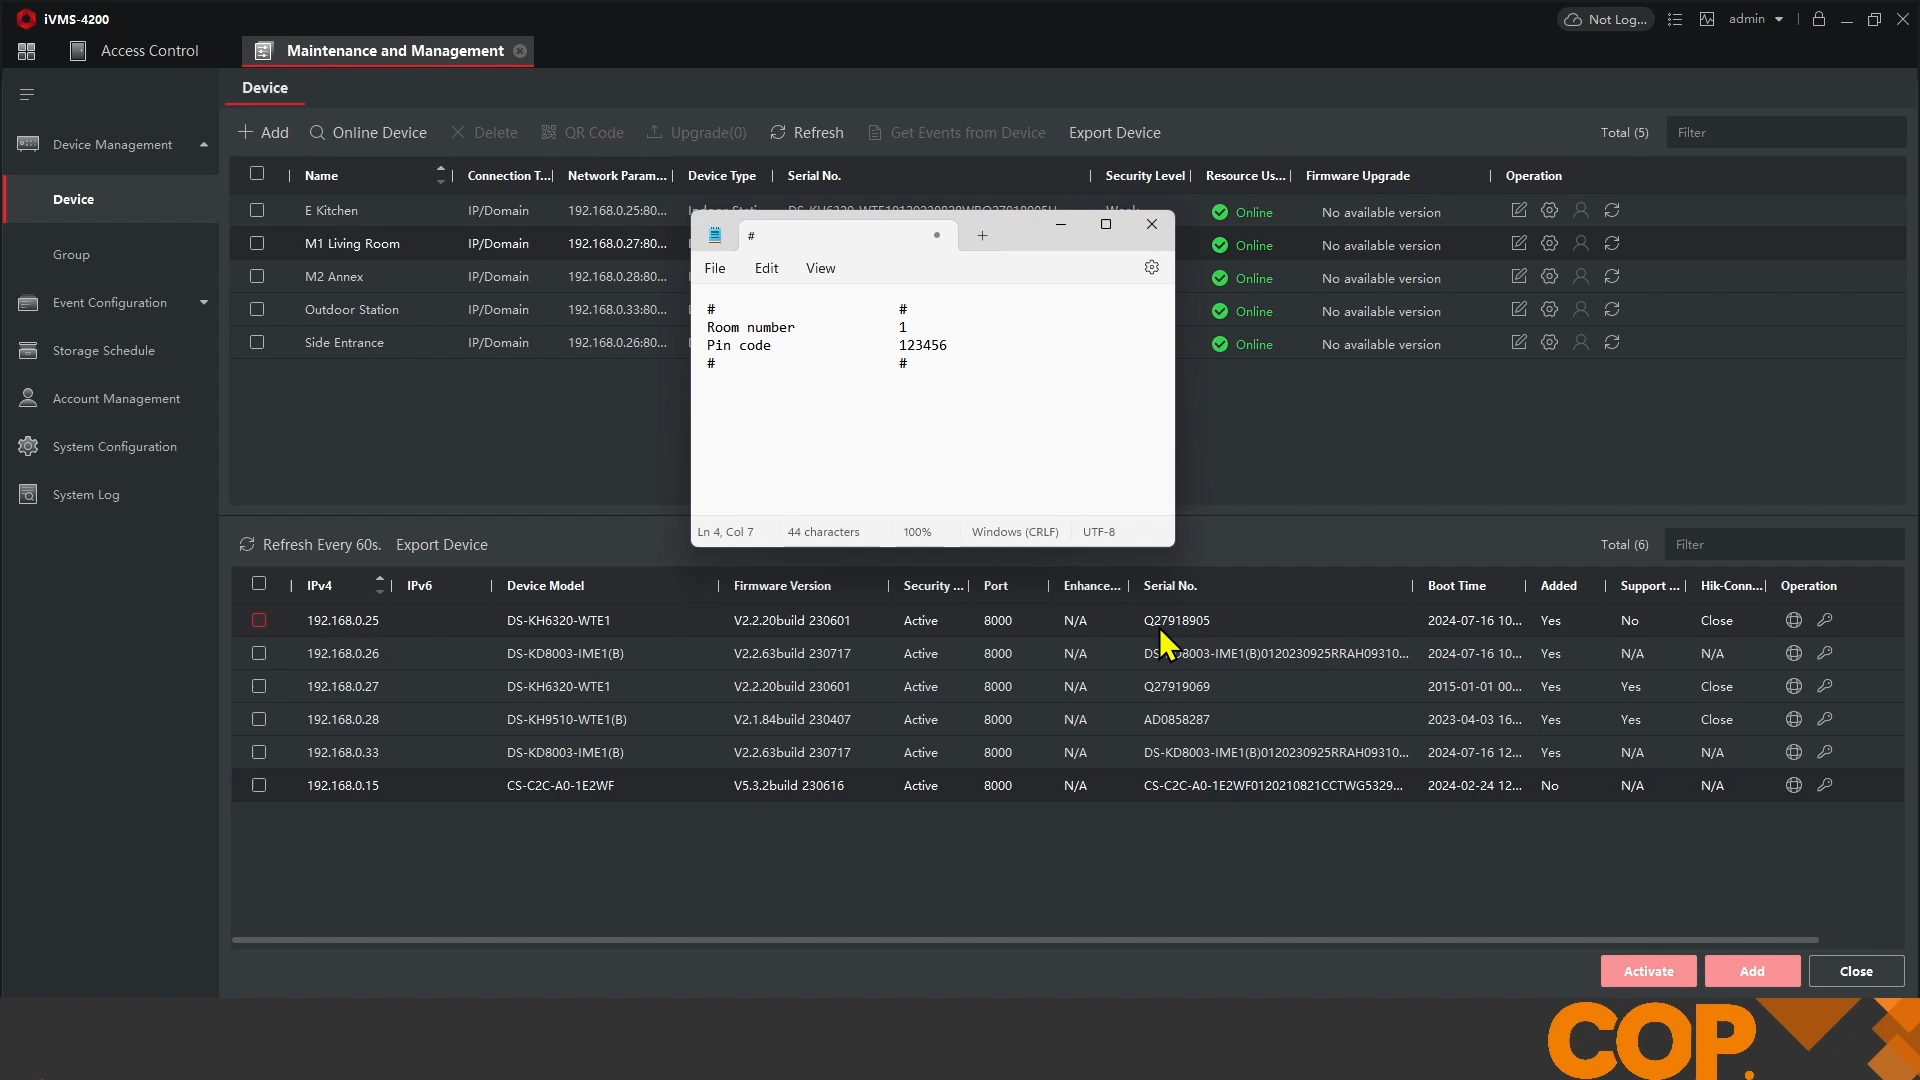 iVMS-4200
Not Log...
admin
Access Control
Maintenance and Management
Device
Add
Online Device
Delete
QR Code
Upgrade(0)
Refresh
Get Events from Device
Export Device
Total (5)
Filter
Device Management
Device
Group
Event Configuration
Storage Schedule
Account Management
System Configuration
System Log
Name
Connection T...
Network Param...
Device Type
Serial No.
Security Level
Resource Us...
Firmware Upgrade
Operation
E Kitchen IP/Domain 192.168.0.25:80... Online No available version
M1 Living Room IP/Domain 192.168.0.27:80... Online No available version
M2 Annex IP/Domain 192.168.0.28:80... Online No available version
Outdoor Station IP/Domain 192.168.0.33:80... Online No available version
Side Entrance IP/Domain 192.168.0.26:80... Online No available version
#
File Edit View
# #
Room number 1
Pin code 123456
# #
Ln 4, Col 7 44 characters 100% Windows (CRLF) UTF-8
Refresh Every 60s.
Export Device
Total (6)
Filter
IPv4 IPv6 Device Model Firmware Version Security ... Port Enhance... Serial No. Boot Time Added Support ... Hik-Conn... Operation
192.168.0.25 DS-KH6320-WTE1 V2.2.20build 230601 Active 8000 N/A Q27918905 2024-07-16 10... Yes No Close
192.168.0.26 DS-KD8003-IME1(B) V2.2.63build 230717 Active 8000 N/A 8003-IME1(B)0120230925RRAH09310... 2024-07-16 10... Yes N/A N/A
192.168.0.27 DS-KH6320-WTE1 V2.2.20build 230601 Active 8000 N/A Q27919069 2015-01-01 00... Yes Yes Close
192.168.0.28 DS-KH9510-WTE1(B) V2.1.84build 230407 Active 8000 N/A AD0858287 2023-04-03 16... Yes Yes Close
192.168.0.33 DS-KD8003-IME1(B) V2.2.63build 230717 Active 8000 N/A DS-KD8003-IME1(B)0120230925RRAH09310... 2024-07-16 12... Yes N/A N/A
192.168.0.15 CS-C2C-A0-1E2WF V5.3.2build 230616 Active 8000 N/A CS-C2C-A0-1E2WF0120210821CCTWG5329... 2024-02-24 12... No N/A N/A
Activate
Add
Close
COP.